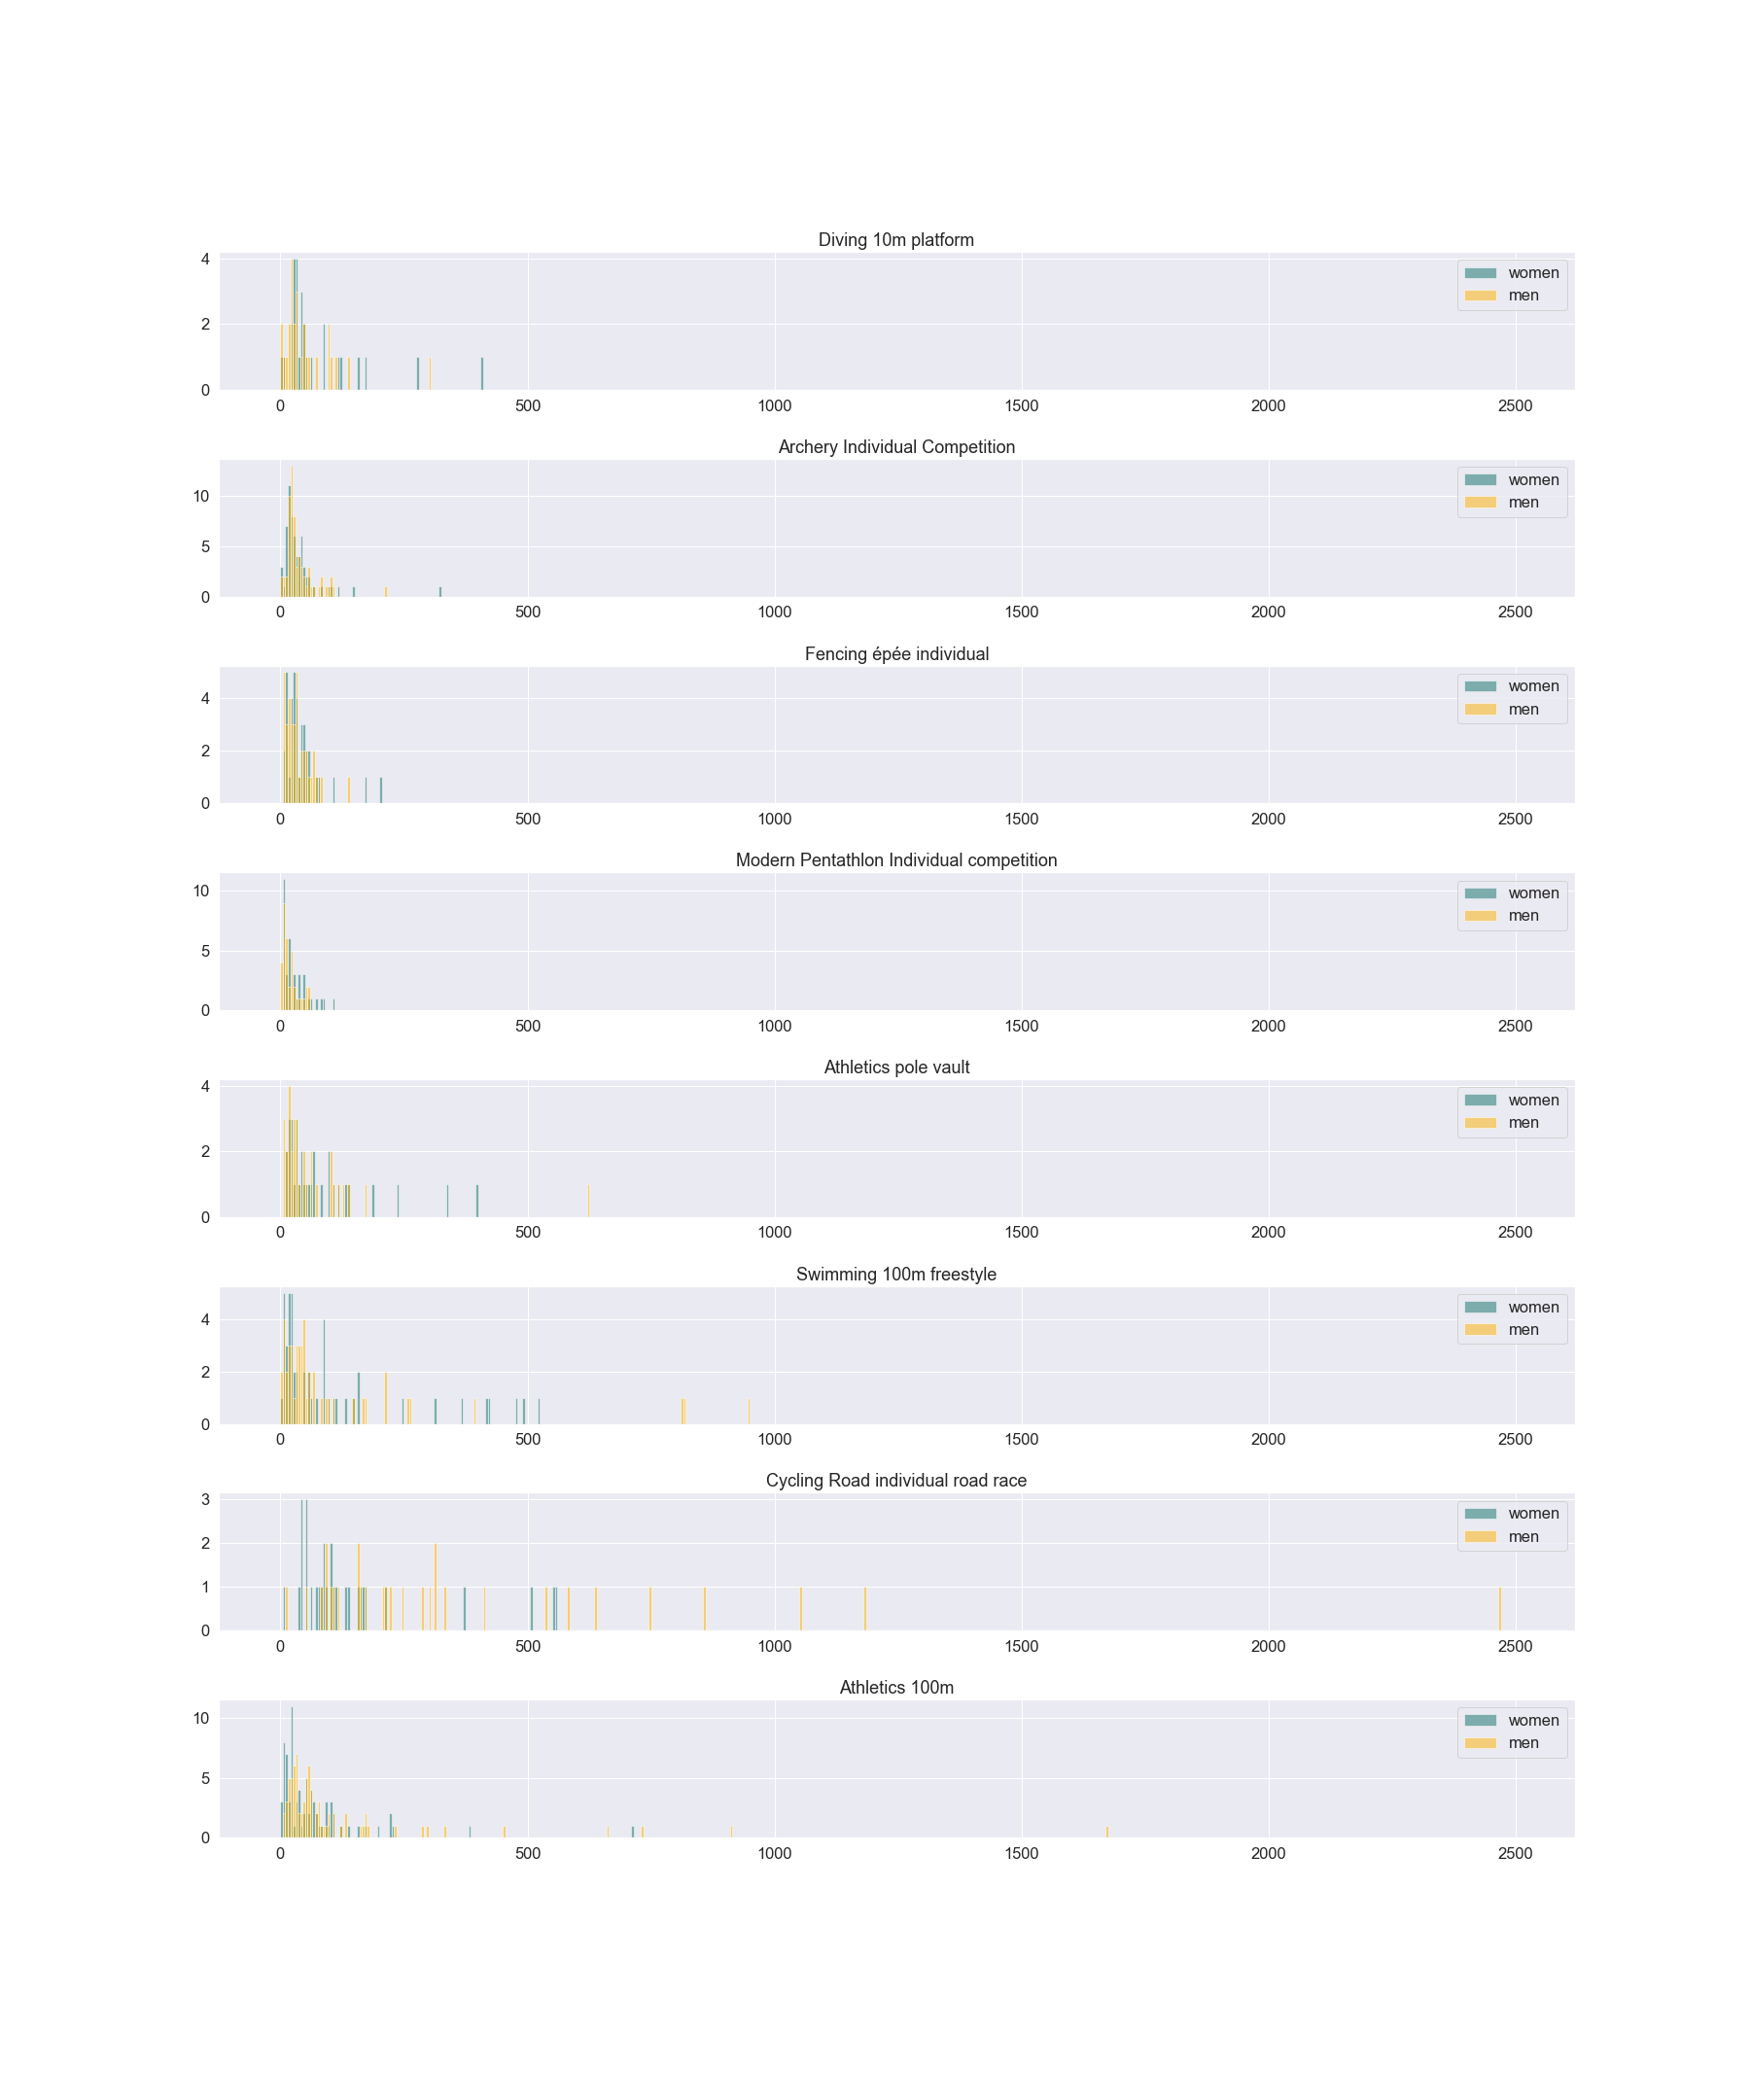 Diving 10m platform
4
2
0
women
men
0 500 1000 1500 2000 2500
Archery Individual Competition
10
5
0
women
men
0 500 1000 1500 2000 2500
Fencing épée individual
4
2
0
women
men
0 500 1000 1500 2000 2500
Modern Pentathlon Individual competition
10
5
0
women
men
0 500 1000 1500 2000 2500
Athletics pole vault
4
2
0
women
men
0 500 1000 1500 2000 2500
Swimming 100m freestyle
4
2
0
women
men
0 500 1000 1500 2000 2500
Cycling Road individual road race
3
2
1
0
women
men
0 500 1000 1500 2000 2500
Athletics 100m
10
5
0
women
men
0 500 1000 1500 2000 2500